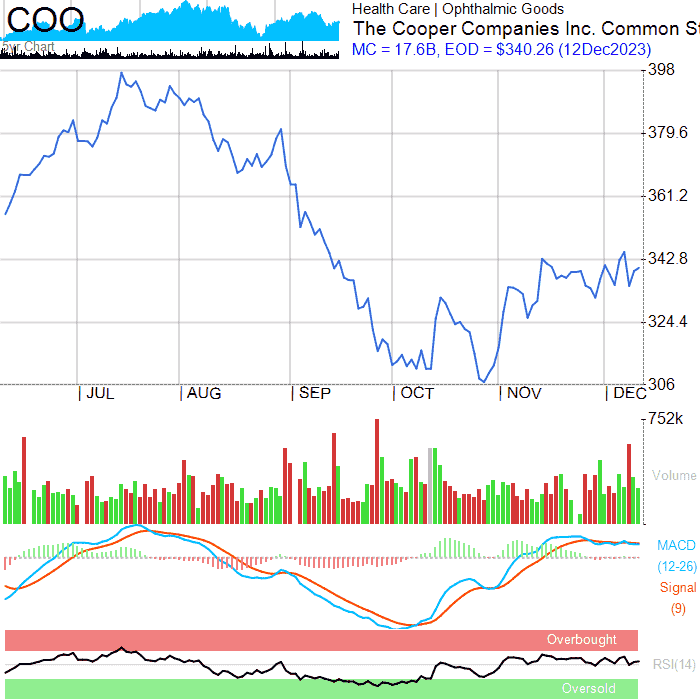 COO
5yr Chart
Health Care | Ophthalmic Goods
The Cooper Companies Inc. Common St
MC = 17.6B, EOD = $340.26 (12Dec2023)
398
379.6
361.2
342.8
324.4
306
| JUL | AUG | SEP | OCT | NOV | DEC
752k
Volume
MACD
(12-26)
Signal
(9)
Overbought
RSI(14)
Oversold